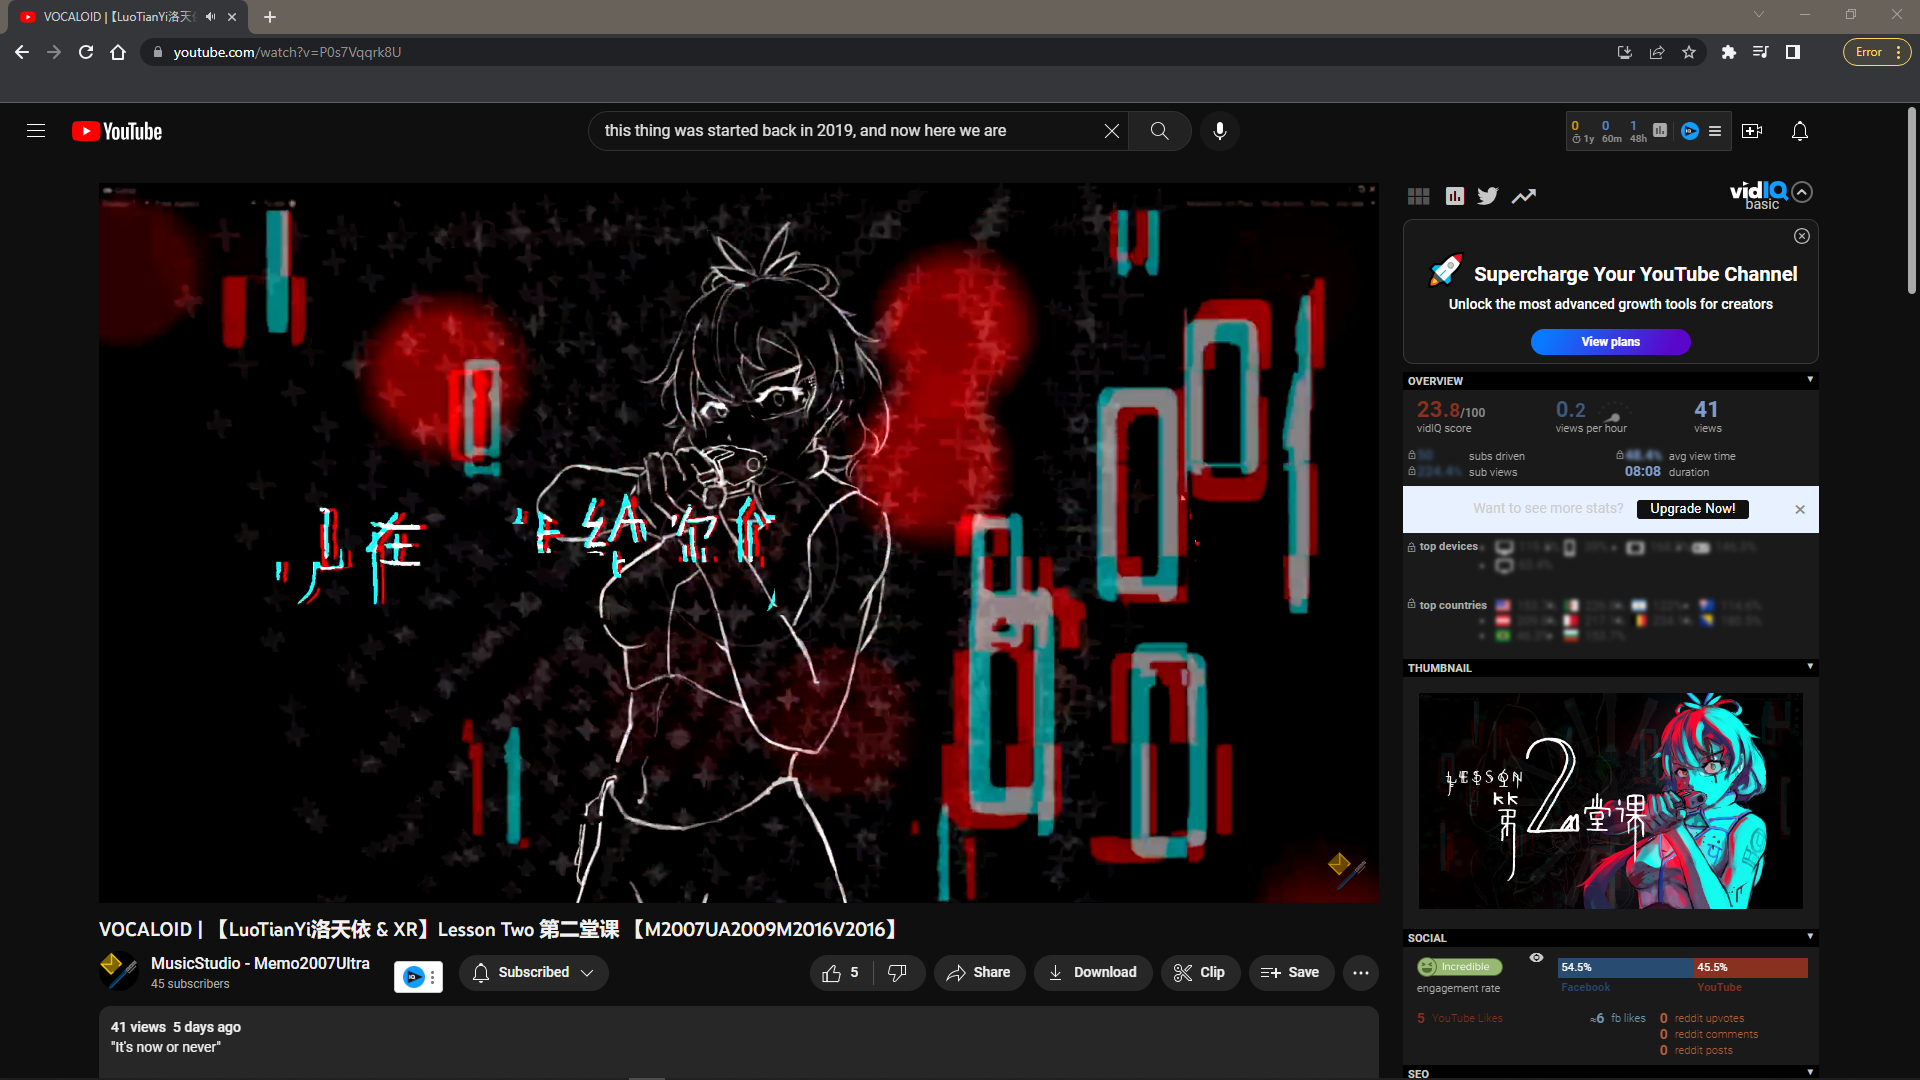 VOCALOID | 【LuoTianYi洛天依
youtube.com/watch?v=P0s7Vqqrk8U
Error
YouTube
this thing was started back in 2019, and now here we are
0 0 1
1y 60m 48h
vidIQ
basic
Supercharge Your YouTube Channel
Unlock the most advanced growth tools for creators
View plans
OVERVIEW
23.8/100 0.2 41
vidIQ score views per hour views
subs driven 48.4% avg view time
224.4% sub views 08:08 duration
Want to see more stats? Upgrade Now!
top devices
top countries
THUMBNAIL
LESSON
第2堂课
VOCALOID | 【LuoTianYi洛天依 & XR】Lesson Two 第二堂课 【M2007UA2009M2016V2016】
MusicStudio - Memo2007Ultra
45 subscribers
Subscribed
5
Share
Download
Clip
Save
41 views 5 days ago
"It's now or never"
SOCIAL
Incredible 54.5% 45.5%
engagement rate Facebook YouTube
5 YouTube Likes ≈6 fb likes 0 reddit upvotes
0 reddit comments
0 reddit posts
SEO